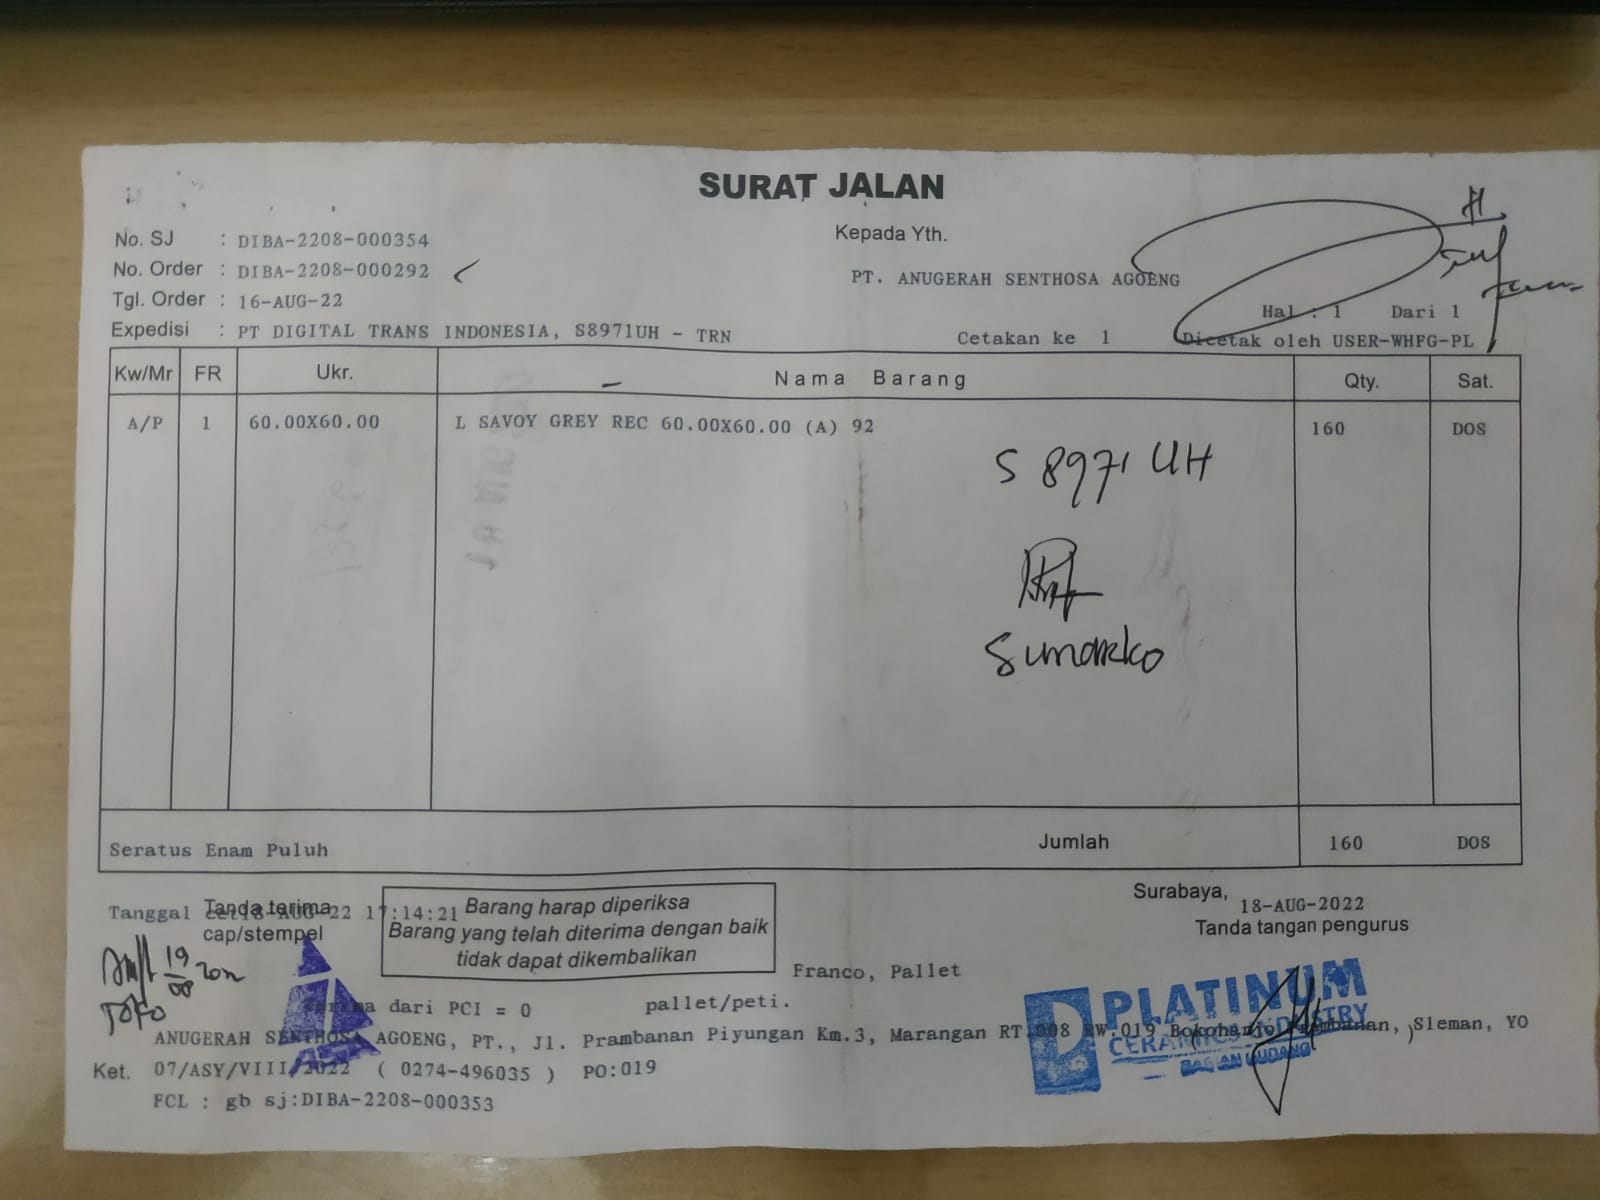 SURAT JALAN
No. SJ : DIBA-2208-000354
Kepada Yth.
No. Order : DIBA-2208-000292
PT. ANUGERAH SENTHOSA AGOENG
Tgl. Order : 16-AUG-22
Hal : 1 Dari 1
Expedisi : PT DIGITAL TRANS INDONESIA, S8971UH - TRN
Cetakan ke 1 Dicetak oleh USER-WHFG-PL
Kw/Mr FR Ukr. Nama Barang Qty. Sat.
A/P 1 60.00X60.00 L SAVOY GREY REC 60.00X60.00 (A) 92 160 DOS
S 8971 UH
Sunarko
Seratus Enam Puluh Jumlah 160 DOS
Tanda terima
cap/stempel
Tanggal 22 17:14:21
Barang harap diperiksa
Barang yang telah diterima dengan baik
tidak dapat dikembalikan
Surabaya, 18-AUG-2022
Tanda tangan pengurus
19/08 2022
Franco, Pallet
dari PCI = 0 pallet/peti.
PLATINUM
CERAMICS INDUSTRY
BAGIAN GUDANG
ANUGERAH SENTHOSA AGOENG, PT., Jl. Prambanan Piyungan Km.3, Marangan RT.008 RW.019 Bokoharjo Prambanan, Sleman, YO
Ket. 07/ASY/VIII/2022 ( 0274-496035 ) PO:019
FCL : gb sj:DIBA-2208-000353